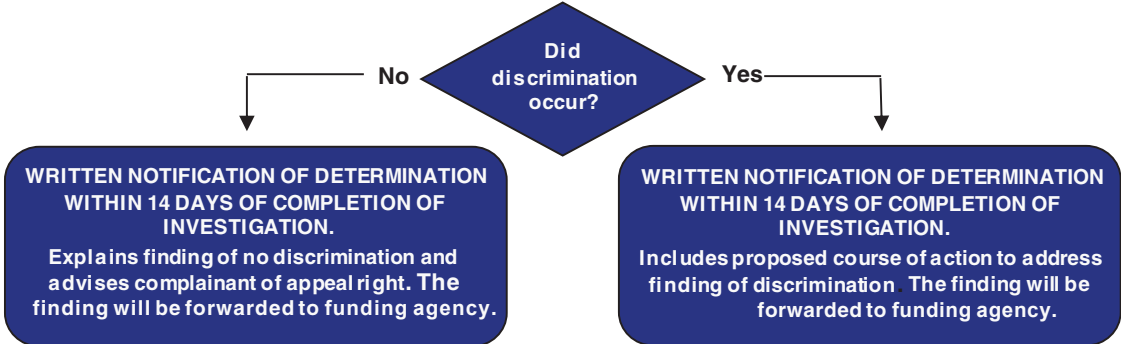 Did
discrimination
occur?
No
Yes
WRITTEN NOTIFICATION OF DETERMINATION
WITHIN 14 DAYS OF COMPLETION OF
INVESTIGATION.
Explains finding of no discrimination and
advises complainant of appeal right. The
finding will be forwarded to funding agency.
WRITTEN NOTIFICATION OF DETERMINATION
WITHIN 14 DAYS OF COMPLETION OF
INVESTIGATION.
Includes proposed course of action to address
finding of discrimination. The finding will be
forwarded to funding agency.